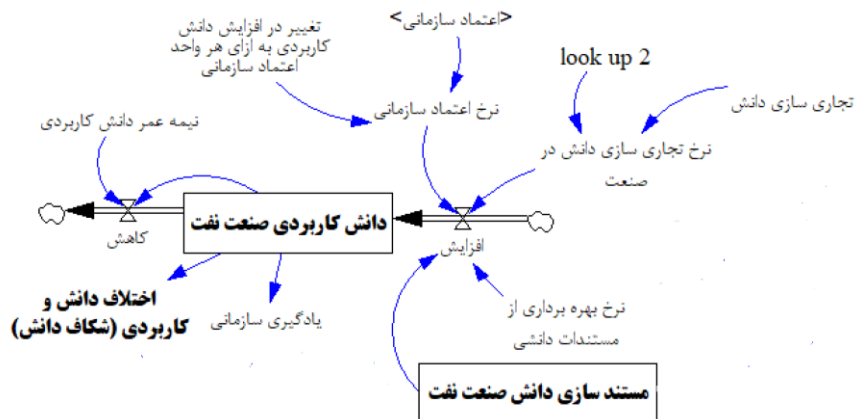 <اعتماد سازمانی>
تغییر در افزایش دانش
کاربردی به ازای هر واحد
اعتماد سازمانی
look up 2
تجاری سازی دانش
نرخ اعتماد سازمانی
نیمه عمر دانش کاربردی
نرخ تجاری سازی دانش در
صنعت
دانش کاربردی صنعت نفت
کاهش
افزایش
اختلاف دانش و
کاربردی (شکاف دانش)
یادگیری سازمانی
نرخ بهره برداری از
مستندات دانشی
مستند سازی دانش صنعت نفت